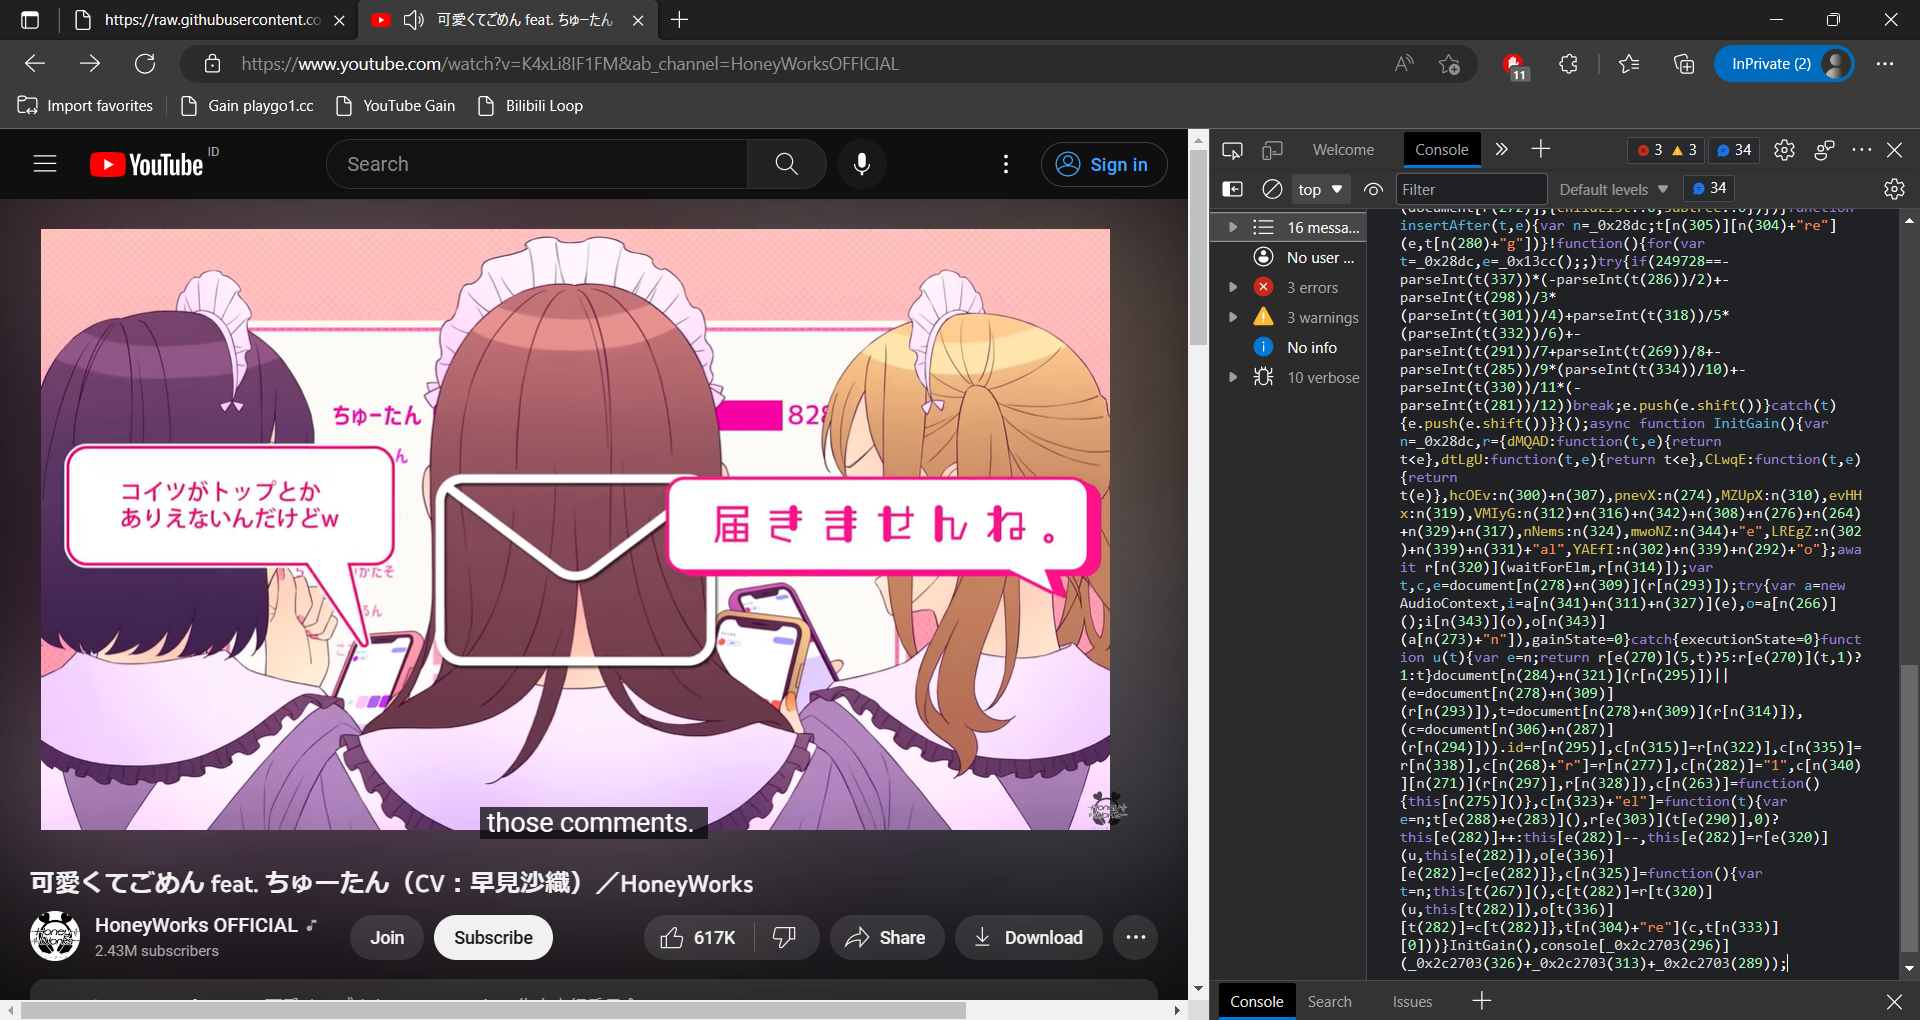 https://raw.githubusercontent.co
可愛くてごめん feat. ちゅーたん
https://www.youtube.com/watch?v=K4xLi8IF1FM&ab_channel=HoneyWorksOFFICIAL
11
InPrivate (2)
Import favorites
Gain playgo1.cc
YouTube Gain
Bilibili Loop
YouTube ID
Search
Sign in
ちゅーたん
828
コイツがトップとか
ありえないんだけどw
届きませんね。
those comments.
可愛くてごめん feat. ちゅーたん（CV：早見沙織）／HoneyWorks
HoneyWorks OFFICIAL
2.43M subscribers
Join
Subscribe
617K
Share
Download
Welcome
Console
3
3
34
top
Filter
Default levels
34
16 messa...
No user ...
3 errors
3 warnings
No info
10 verbose
insertAfter(t,e){var n=_0x28dc;t[n(305)][n(304)+"re"]
(e,t[n(280)+"g"])}!function(){for(var
t=_0x28dc,e=_0x13cc();;)try{if(249728==-
parseInt(t(337))*(-parseInt(t(286))/2)+-
parseInt(t(298))/3*
(parseInt(t(301))/4)+parseInt(t(318))/5*
(parseInt(t(332))/6)+-
parseInt(t(291))/7+parseInt(t(269))/8+-
parseInt(t(285))/9*(parseInt(t(334))/10)+-
parseInt(t(330))/11*(-
parseInt(t(281))/12))break;e.push(e.shift())}catch(t)
{e.push(e.shift())}}();async function InitGain(){var
n=_0x28dc,r={dMQAD:function(t,e){return
t<e},dtLgU:function(t,e){return t<e},CLwqE:function(t,e)
{return
t(e)},hcOEv:n(300)+n(307),pnevX:n(274),MZUpX:n(310),evHH
x:n(319),VMIyG:n(312)+n(316)+n(342)+n(308)+n(276)+n(264)
+n(329)+n(317),nNems:n(324),mwoNZ:n(344)+"e",LREgZ:n(302
)+n(339)+n(331)+"al",YAEfI:n(302)+n(339)+n(292)+"o"};awa
it r[n(320)](waitForElm,r[n(314)]);var
t,c,e=document[n(278)+n(309)](r[n(293)]);try{var a=new
AudioContext,i=a[n(341)+n(311)+n(327)](e),o=a[n(266)]
();i[n(343)](o),o[n(343)]
(a[n(273)+"n"]),gainState=0}catch{executionState=0}funct
ion u(t){var e=n;return r[e(270)](5,t)?5:r[e(270)](t,1)?
1:t}document[n(284)+n(321)](r[n(295)])||
(e=document[n(278)+n(309)]
(r[n(293)]),t=document[n(278)+n(309)](r[n(314)]),
(c=document[n(306)+n(287)]
(r[n(294)])).id=r[n(295)],c[n(315)]=r[n(322)],c[n(335)]=
r[n(338)],c[n(268)+"r"]=r[n(277)],c[n(282)]="1",c[n(340)
][n(271)](r[n(297)],r[n(328)]),c[n(263)]=function()
{this[n(275)]()},c[n(323)+"el"]=function(t){var
e=n;t[e(288)+e(283)](),r[e(303)](t[e(290)],0)?
this[e(282)]++:this[e(282)]--,this[e(282)]=r[e(320)]
(u,this[e(282)]),o[e(336)]
[e(282)]=c[e(282)]},c[n(325)]=function(){var
t=n;this[t(267)](),c[t(282)]=r[t(320)]
(u,this[t(282)]),o[t(336)]
[t(282)]=c[t(282)]},t[n(304)+"re"](c,t[n(333)]
[0]))}InitGain(),console[_0x2c2703(296)]
(_0x2c2703(326)+_0x2c2703(313)+_0x2c2703(289));
Console
Search
Issues